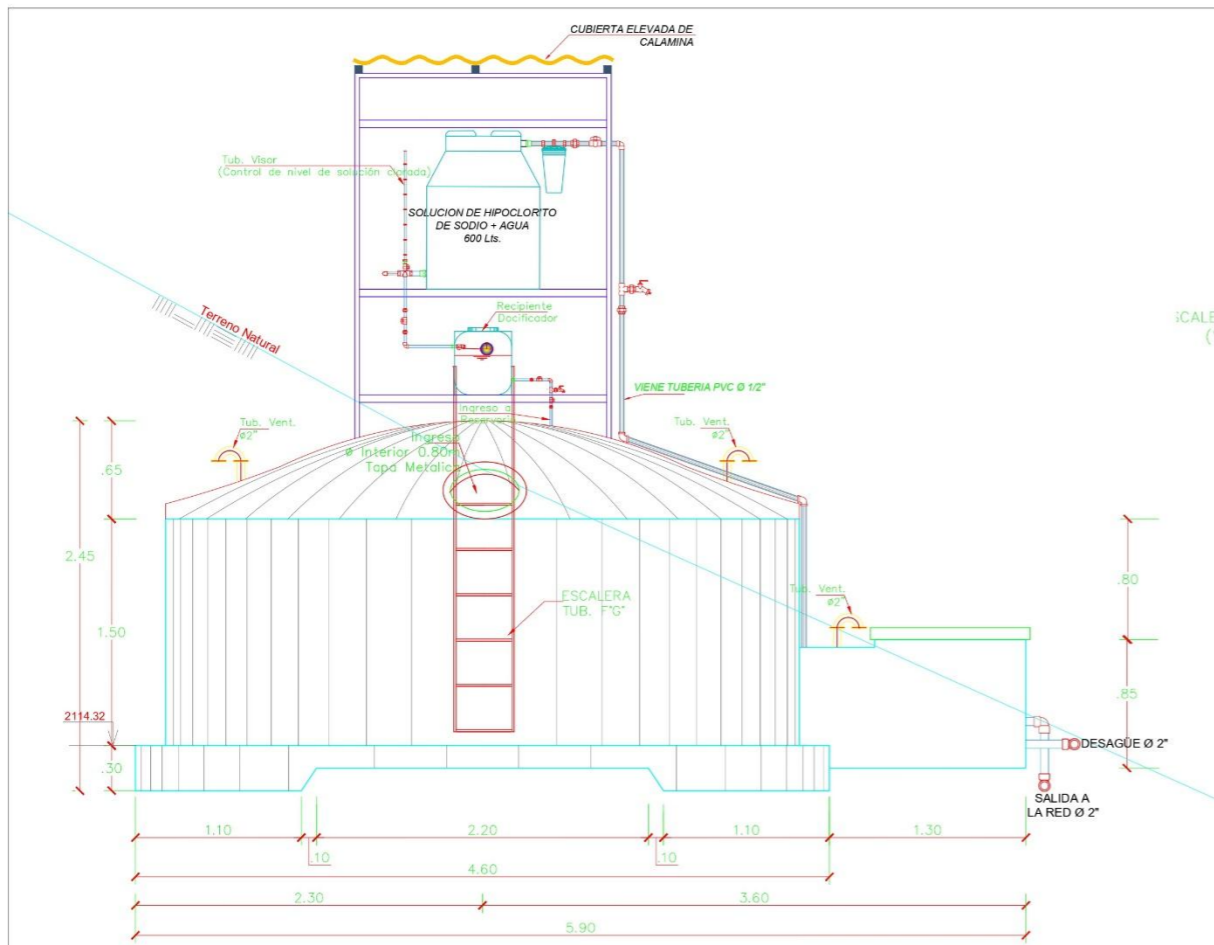 CUBIERTA ELEVADA DE
CALAMINA
Tub. Visor
(Control de nivel de solución clorada)
SOLUCION DE HIPOCLORITO
DE SODIO + AGUA
600 Lts.
Terreno Natural
Recipiente
Docificador
ESCALE
(
VIENE TUBERIA PVC Ø 1/2"
Ingreso a
Reservorio
Tub. Vent.
ø2"
Tub. Vent.
ø2"
Ingreso
ø Interior 0.80m
Tapa Metalica
.65
2.45
1.50
.80
ESCALERA
TUB. F"G"
Tub. Vent.
ø2"
.85
2114.32
.30
DESAGÜE Ø 2"
SALIDA A
LA RED Ø 2"
1.10
2.20
1.10
1.30
.10
.10
4.60
2.30
3.60
5.90